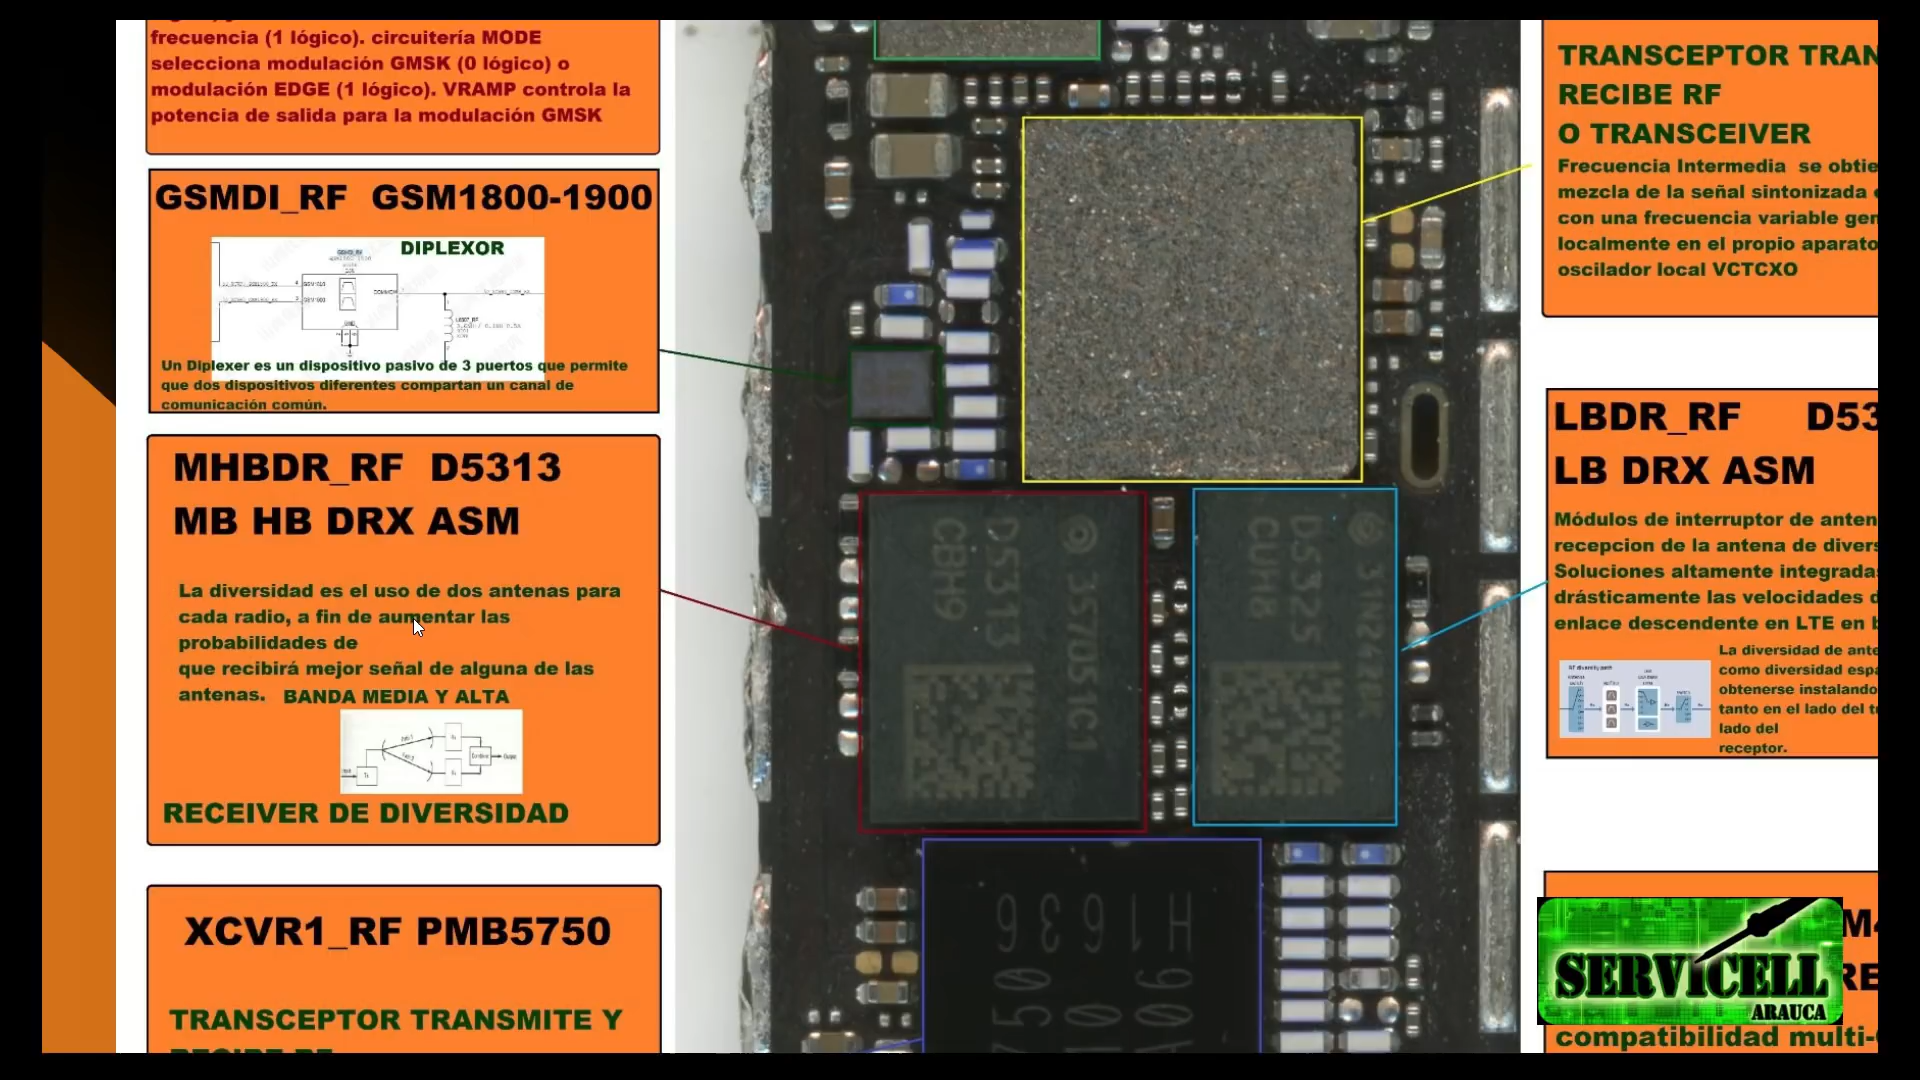 frecuencia (1 lógico). circuitería MODE
selecciona modulación GMSK (0 lógico) o
modulación EDGE (1 lógico). VRAMP controla la
potencia de salida para la modulación GMSK
GSMDI_RF GSM1800-1900
DIPLEXOR
Un Diplexer es un dispositivo pasivo de 3 puertos que permite
que dos dispositivos diferentes compartan un canal de
comunicación común.
MHBDR_RF D5313
MB HB DRX ASM
La diversidad es el uso de dos antenas para
cada radio, a fin de aumentar las
probabilidades de
que recibirá mejor señal de alguna de las
antenas. BANDA MEDIA Y ALTA
RECEIVER DE DIVERSIDAD
XCVR1_RF PMB5750
TRANSCEPTOR TRANSMITE Y
D5313
CBH9
D5325
CUH8
H1636
TRANSCEPTOR TRAN
RECIBE RF
O TRANSCEIVER
Frecuencia Intermedia se obtie
mezcla de la señal sintonizada
con una frecuencia variable gen
localmente en el propio aparato
oscilador local VCTCXO
LBDR_RF D53
LB DRX ASM
Módulos de interruptor de anten
recepcion de la antena de divers
Soluciones altamente integradas
drásticamente las velocidades d
enlace descendente en LTE en b
La diversidad de ante
como diversidad espa
obtenerse instalando
tanto en el lado del tr
lado del
receptor.
SERVICELL
ARAUCA
compatibilidad multi-